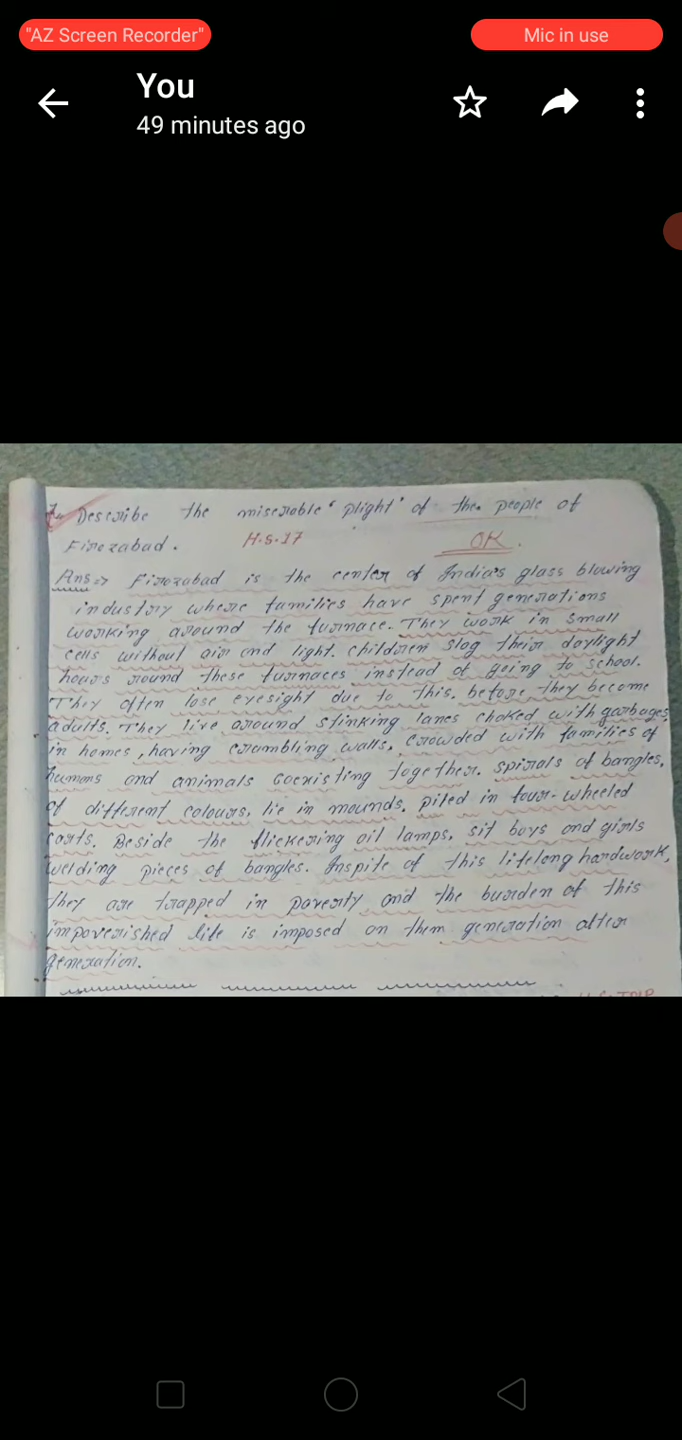 "AZ Screen Recorder"
Mic in use
You
49 minutes ago
Describe the miserable 'plight' of the people of
Firozabad. H.S.17 OK.
Ans⇒ Firozabad is the center of India's glass blowing
industry where families have spent generations
working around the furnace. They work in small
cells without air and light. children slog their daylight
hours round these furnaces instead of going to school.
They often lose eyesight due to this, before they become
adults. They live around stinking lanes choked with garbages,
in homes, having crumbling walls, crowded with families of
humans and animals coexisting together. spirals of bangles,
of different colours, lie in mounds, piled in four-wheeled
carts. Beside the flickering oil lamps, sit boys and girls
welding pieces of bangles. Inspite of this lifelong hardwork,
they are trapped in poverty and the burden of this
impoverished life is imposed on them generation after
generation.